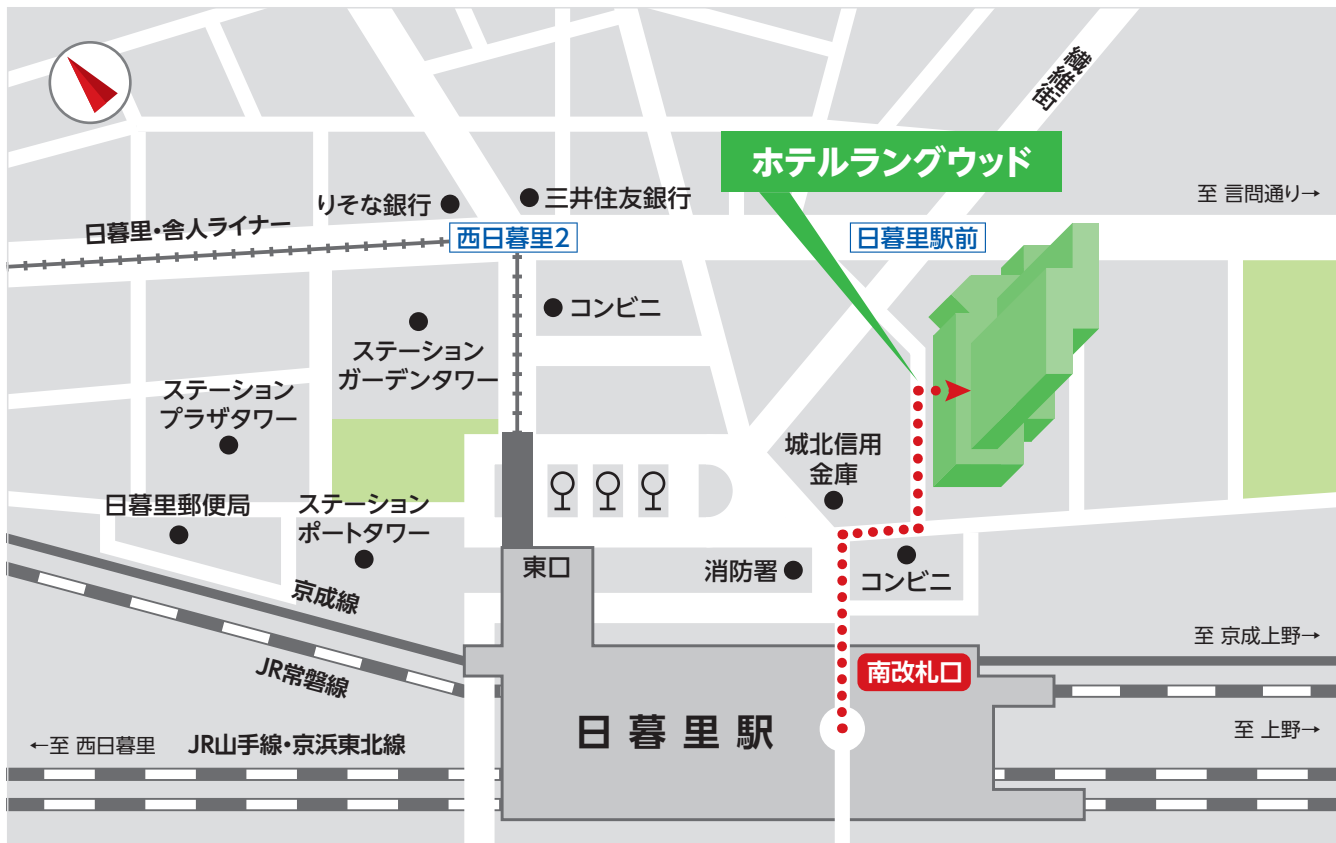 繊維街
ホテルラングウッド
至 言問通り→
りそな銀行
三井住友銀行
日暮里・舎人ライナー
西日暮里2
日暮里駅前
コンビニ
ステーション
ガーデンタワー
ステーション
プラザタワー
城北信用
金庫
日暮里郵便局
ステーション
ポートタワー
東口
消防署
コンビニ
京成線
至 京成上野→
JR常磐線
南改札口
日暮里駅
至 上野→
←至 西日暮里
JR山手線・京浜東北線